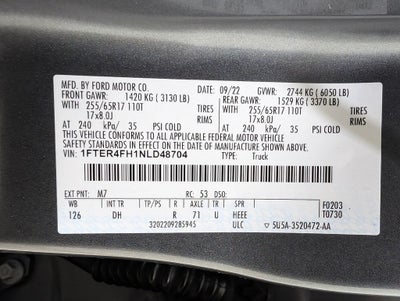 MFD. BY FORD MOTOR CO. 09/22 GVWR: 2744 KG ( 6050 LB)
FRONT GAWR: 1420 KG ( 3130 LB) REAR GAWR: 1529 KG (3370 LB)
WITH 255/65R17 110T TIRES WITH 255/65R17 110T
17x8.0J RIMS 17x8.0J
AT 240 kPa/ 35 PSI COLD AT 240 kPa/ 35 PSI COLD
THIS VEHICLE CONFORMS TO ALL APPLICABLE FEDERAL MOTOR VEHICLE
SAFETY AND THEFT PREVENTION STANDARDS IN EFFECT ON THE DATE OF MANUFACTURE SHOWN ABOVE.
VIN: 1FTER4FH1NLD48704 TYPE: Truck
EXT PNT: M7 RC: 53 DSO:
WB INT TR TP/PS R AXLE TR SPR F0203
126 DH R 71 U HEEE T0730
3202209285945 ULC 5U5A-3520472-AA